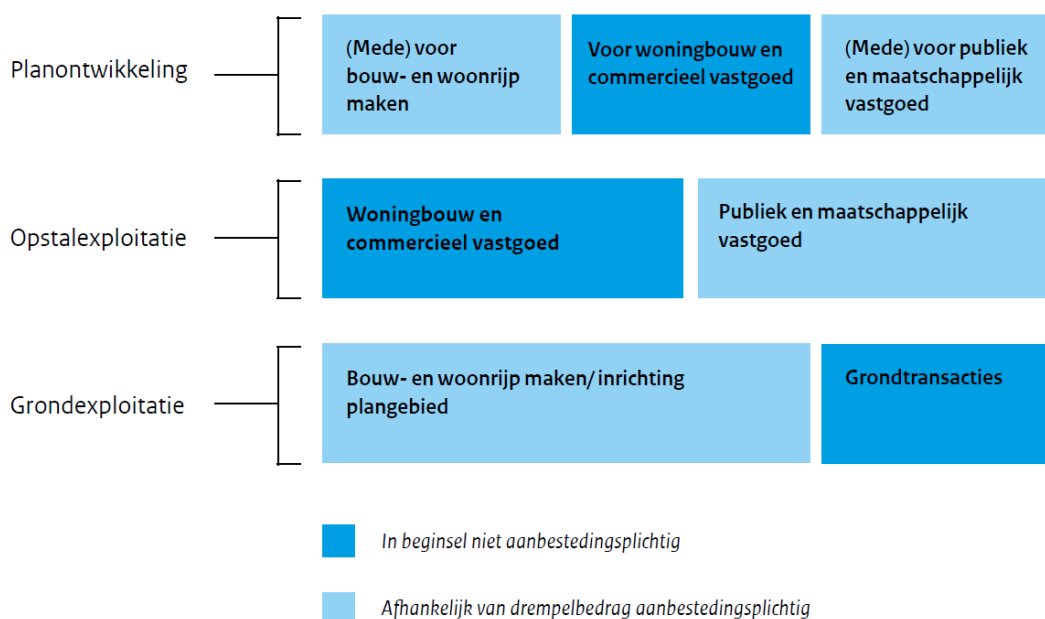 Planontwikkeling
(Mede) voor
bouw- en woonrijp
maken
Voor woningbouw en
commercieel vastgoed
(Mede) voor publiek
en maatschappelijk
vastgoed
Opstalexploitatie
Woningbouw en
commercieel vastgoed
Publiek en maatschappelijk
vastgoed
Grondexploitatie
Bouw- en woonrijp maken/ inrichting
plangebied
Grondtransacties
In beginsel niet aanbestedingsplichtig
Afhankelijk van drempelbedrag aanbestedingsplichtig